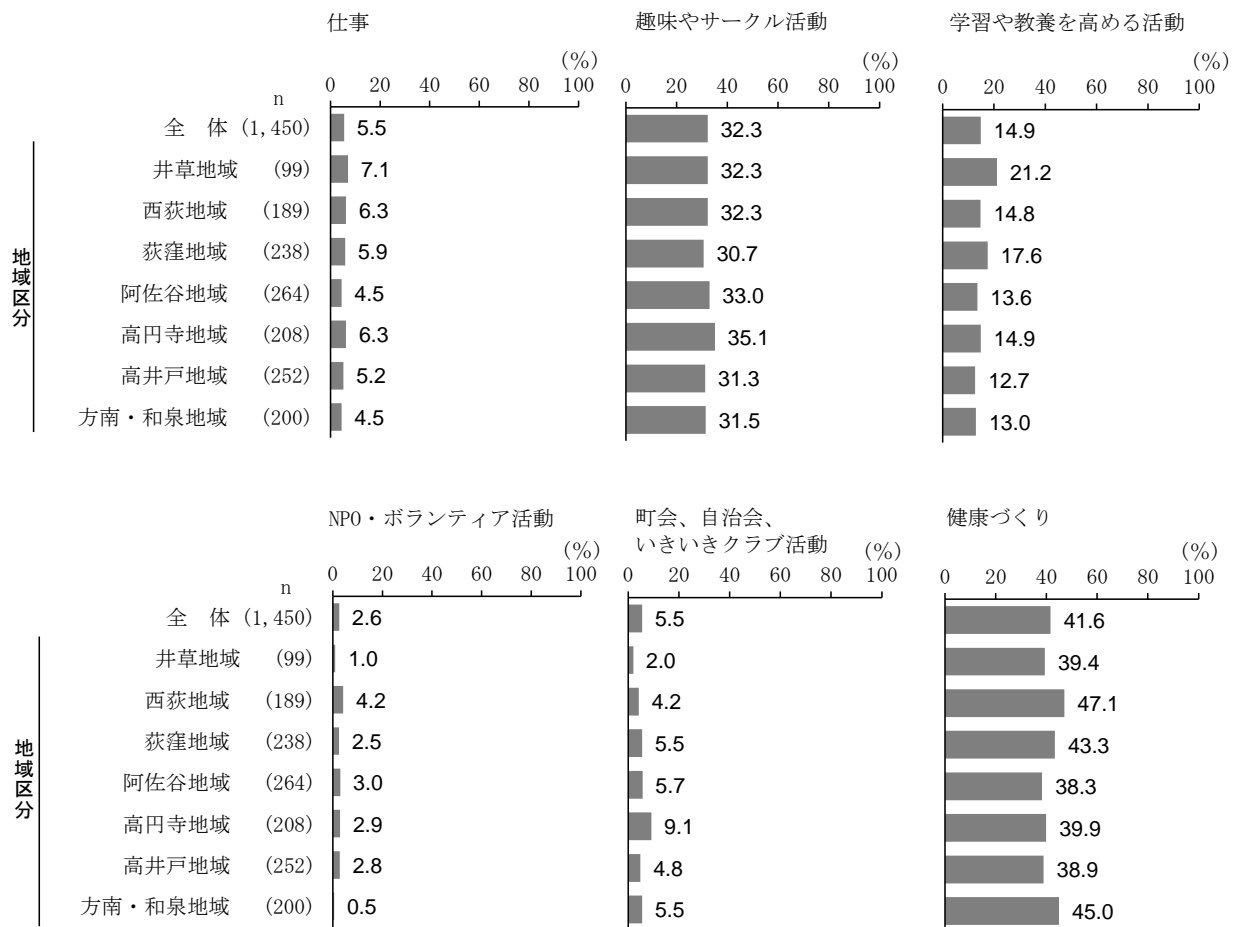 仕事 趣味やサークル活動 学習や教養を高める活動
(%) (%) (%)
n 0 20 40 60 80 100 0 20 40 60 80 100 0 20 40 60 80 100
全 体 (1,450) 5.5 32.3 14.9
地域区分
井草地域 (99) 7.1 32.3 21.2
西荻地域 (189) 6.3 32.3 14.8
荻窪地域 (238) 5.9 30.7 17.6
阿佐谷地域 (264) 4.5 33.0 13.6
高円寺地域 (208) 6.3 35.1 14.9
高井戸地域 (252) 5.2 31.3 12.7
方南・和泉地域 (200) 4.5 31.5 13.0
NPO・ボランティア活動 町会、自治会、 健康づくり
いきいきクラブ活動
(%) (%) (%)
n 0 20 40 60 80 100 0 20 40 60 80 100 0 20 40 60 80 100
全 体 (1,450) 2.6 5.5 41.6
地域区分
井草地域 (99) 1.0 2.0 39.4
西荻地域 (189) 4.2 4.2 47.1
荻窪地域 (238) 2.5 5.5 43.3
阿佐谷地域 (264) 3.0 5.7 38.3
高円寺地域 (208) 2.9 9.1 39.9
高井戸地域 (252) 2.8 4.8 38.9
方南・和泉地域 (200) 0.5 5.5 45.0